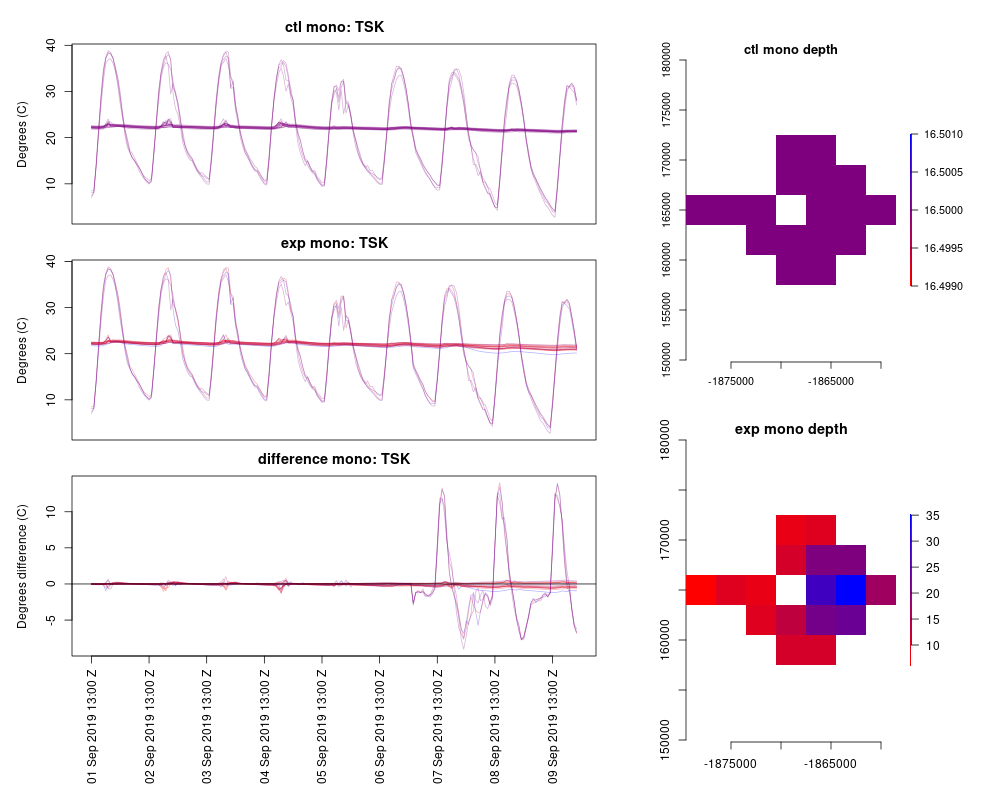 ctl mono: TSK
Degrees (C)
40
30
20
10
exp mono: TSK
Degrees (C)
40
30
20
10
difference mono: TSK
Degrees difference (C)
10
5
0
-5
01 Sep 2019 13:00 Z
02 Sep 2019 13:00 Z
03 Sep 2019 13:00 Z
04 Sep 2019 13:00 Z
05 Sep 2019 13:00 Z
06 Sep 2019 13:00 Z
07 Sep 2019 13:00 Z
08 Sep 2019 13:00 Z
09 Sep 2019 13:00 Z
ctl mono depth
180000
175000
170000
165000
160000
155000
150000
-1875000
-1865000
16.5010
16.5005
16.5000
16.4995
16.4990
exp mono depth
180000
170000
160000
150000
-1875000
-1865000
35
30
25
20
15
10